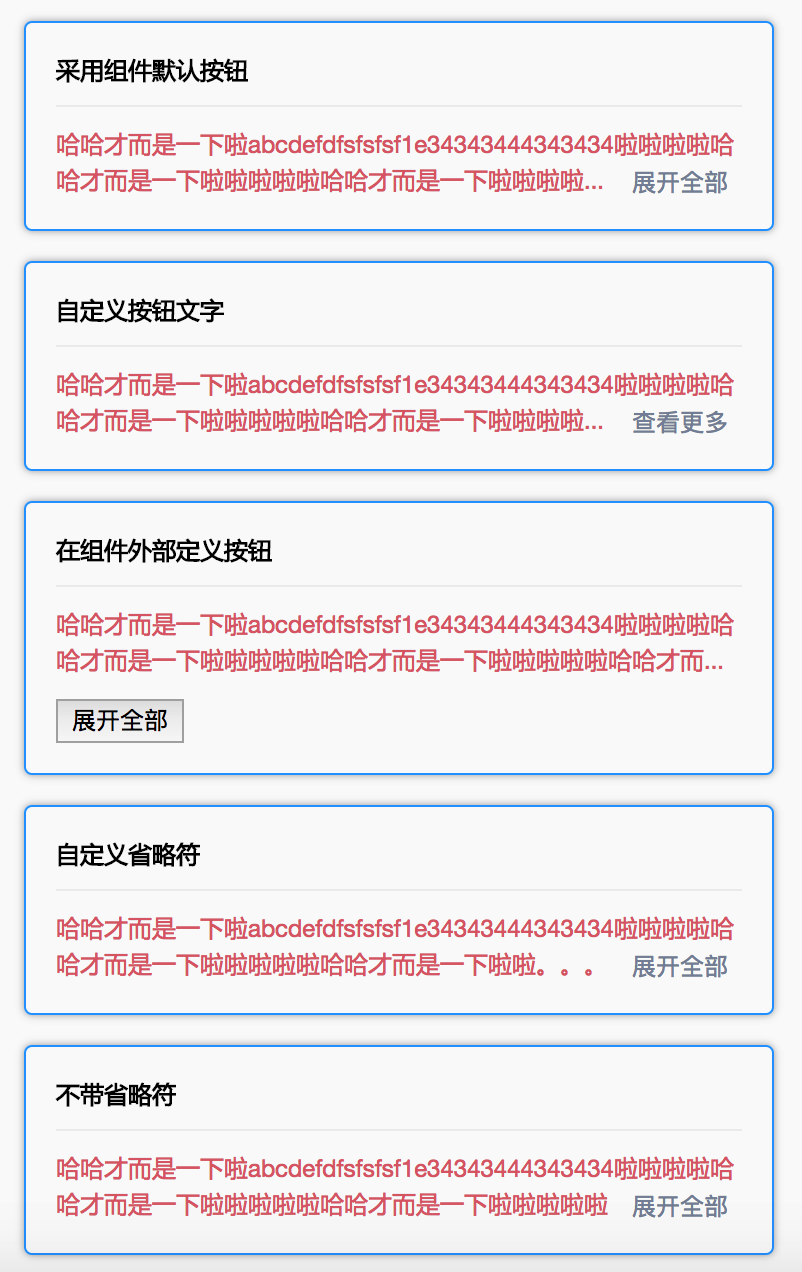 采用组件默认按钮
哈哈才而是一下啦abcdefdfsfsfsf1e34343444343434啦啦啦啦哈
哈才而是一下啦啦啦啦啦哈哈才而是一下啦啦啦啦... 展开全部
自定义按钮文字
哈哈才而是一下啦abcdefdfsfsfsf1e34343444343434啦啦啦啦哈
哈才而是一下啦啦啦啦啦哈哈才而是一下啦啦啦啦... 查看更多
在组件外部定义按钮
哈哈才而是一下啦abcdefdfsfsfsf1e34343444343434啦啦啦啦哈
哈才而是一下啦啦啦啦啦哈哈才而是一下啦啦啦啦啦哈哈才而...
展开全部
自定义省略符
哈哈才而是一下啦abcdefdfsfsfsf1e34343444343434啦啦啦啦哈
哈才而是一下啦啦啦啦啦哈哈才而是一下啦啦。。。 展开全部
不带省略符
哈哈才而是一下啦abcdefdfsfsfsf1e34343444343434啦啦啦啦哈
哈才而是一下啦啦啦啦啦哈哈才而是一下啦啦啦啦啦 展开全部